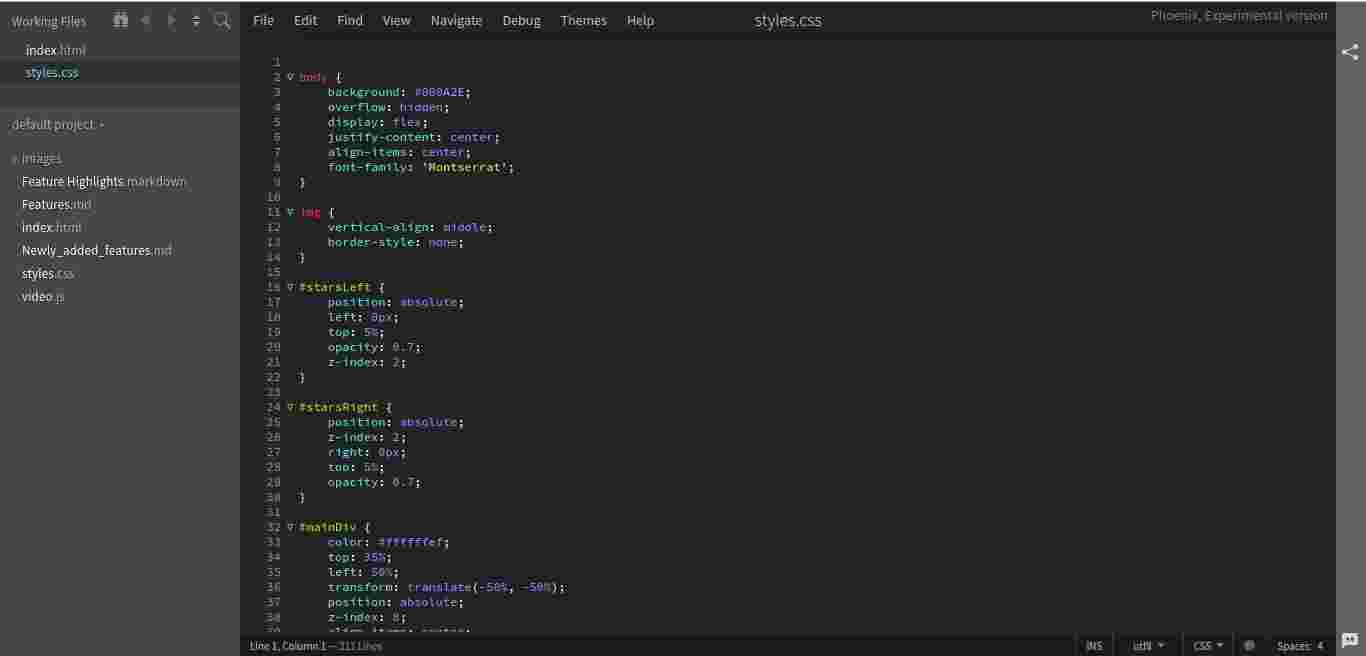 Working Files
File Edit Find View Navigate Debug Themes Help
styles.css
Phoenix, Experimental version
index.html
styles.css
default project
images
Feature Highlights.markdown
Features.md
index.html
Newly_added_features.md
styles.css
video.js
1
2 body {
3 background: #000A2E;
4 overflow: hidden;
5 display: flex;
6 justify-content: center;
7 align-items: center;
8 font-family: 'Montserrat';
9 }
10
11 img {
12 vertical-align: middle;
13 border-style: none;
14 }
15
16 #starsLeft {
17 position: absolute;
18 left: 0px;
19 top: 5%;
20 opacity: 0.7;
21 z-index: 2;
22 }
23
24 #starsRight {
25 position: absolute;
26 z-index: 2;
27 right: 0px;
28 top: 5%;
29 opacity: 0.7;
30 }
31
32 #mainDiv {
33 color: #ffffffef;
34 top: 35%;
35 left: 50%;
36 transform: translate(-50%, -50%);
37 position: absolute;
38 z-index: 8;
39 align-items: center;
Line 1, Column 1 — 211 Lines
INS
utf8
CSS
Spaces: 4